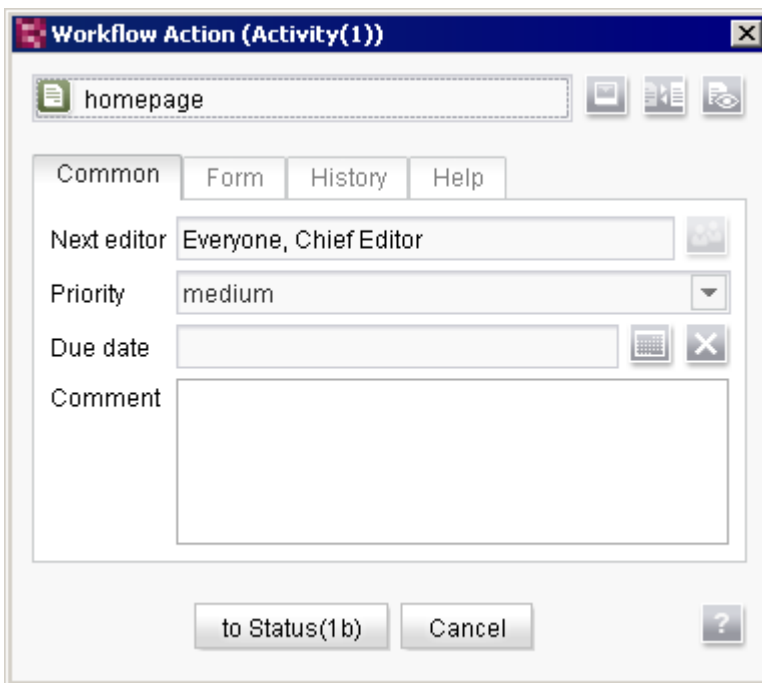 Workflow Action (Activity(1))
homepage
Common Form History Help
Next editor Everyone, Chief Editor
Priority medium
Due date
Comment
to Status(1b) Cancel ?